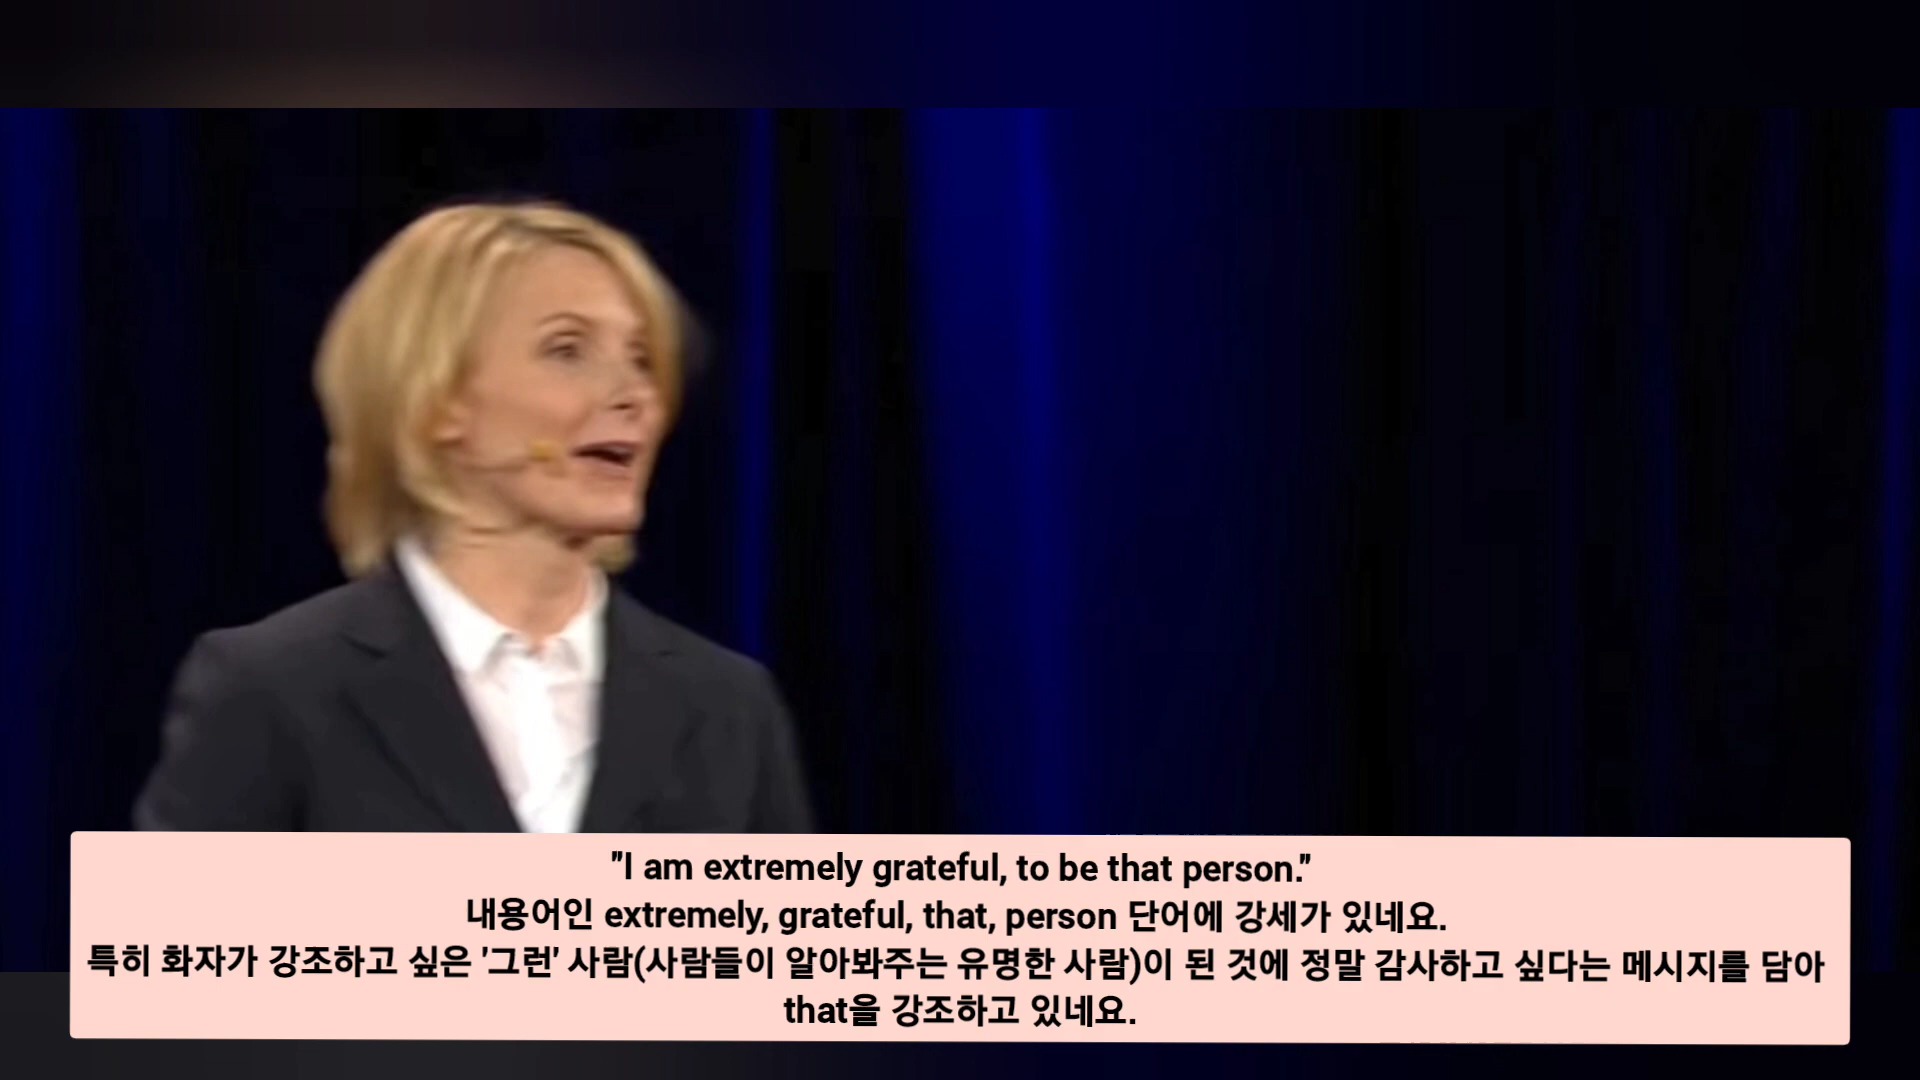 "I am extremely grateful, to be that person."
내용어인 extremely, grateful, that, person 단어에 강세가 있네요.
특히 화자가 강조하고 싶은 '그런' 사람(사람들이 알아봐주는 유명한 사람)이 된 것에 정말 감사하고 싶다는 메시지를 담아
that을 강조하고 있네요.